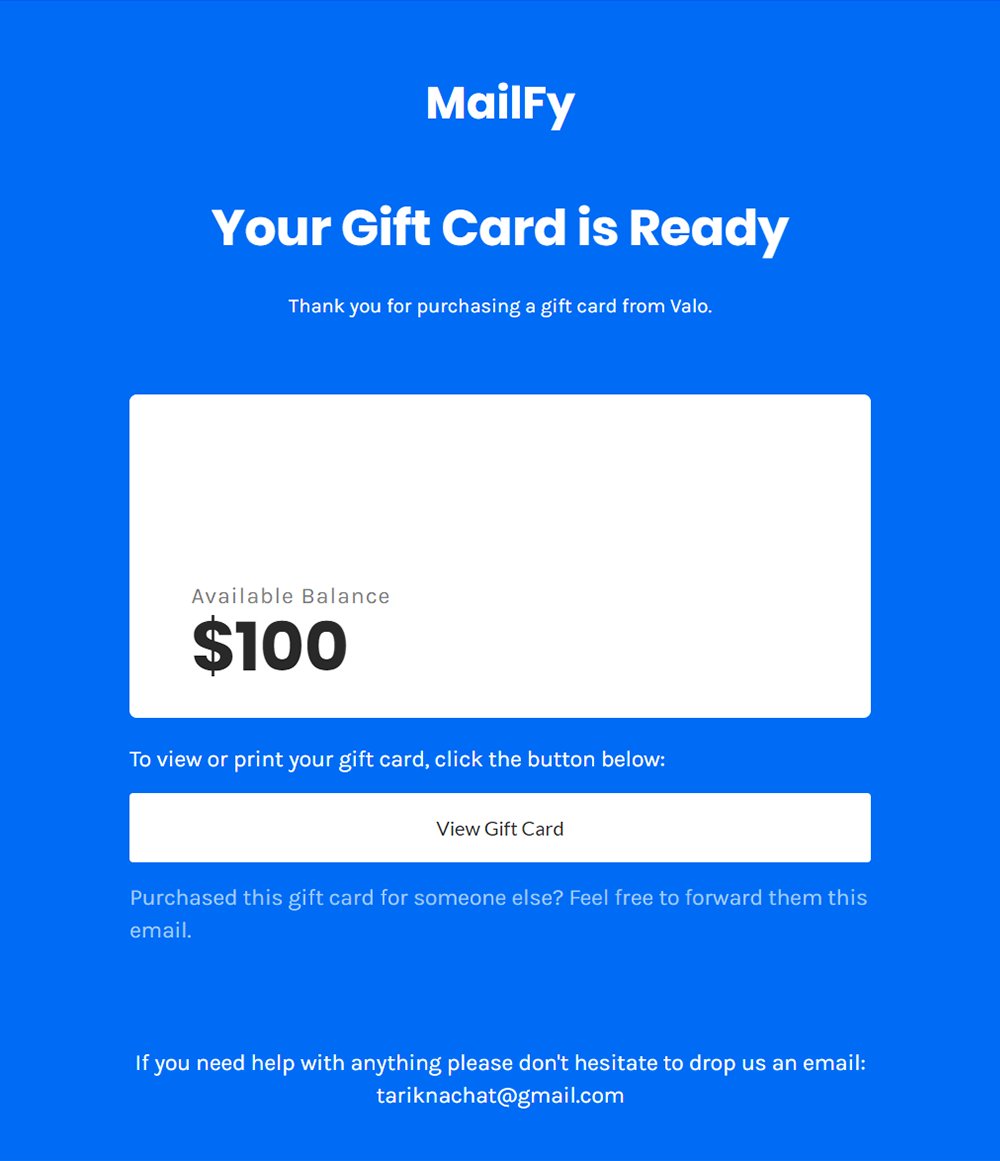 MailFy
Your Gift Card is Ready
Thank you for purchasing a gift card from Valo.
Available Balance
$100
To view or print your gift card, click the button below:
View Gift Card
Purchased this gift card for someone else? Feel free to forward them this
email.
If you need help with anything please don't hesitate to drop us an email:
tariknachat@gmail.com